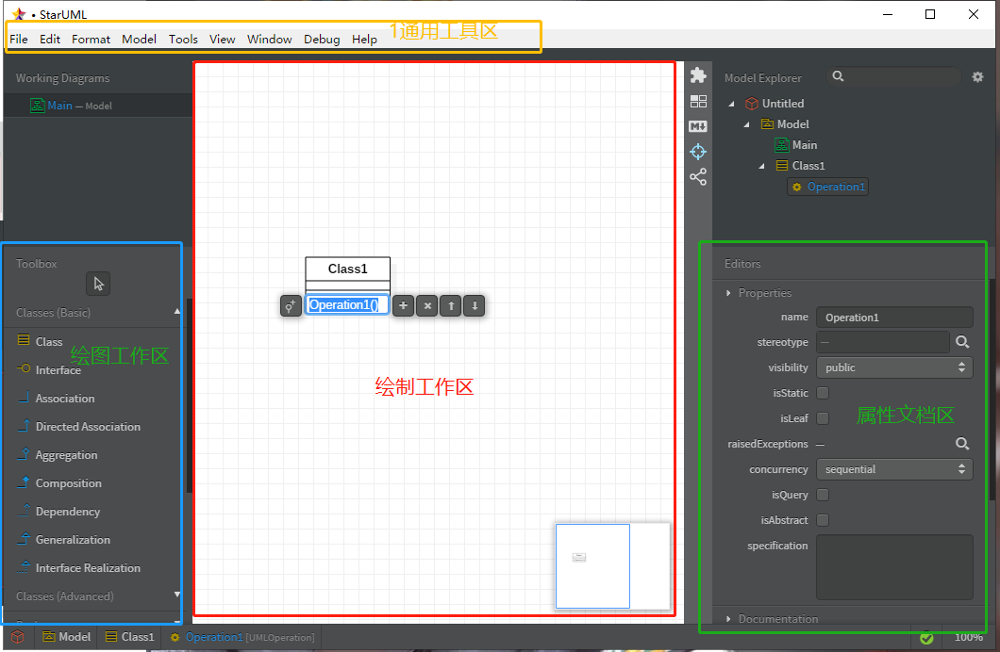 • StarUML
File Edit Format Model Tools View Window Debug Help
1通用工具区
Working Diagrams
Main — Model
Toolbox
Classes (Basic)
Class
绘图工作区
Interface
Association
Directed Association
Aggregation
Composition
Dependency
Generalization
Interface Realization
Classes (Advanced)
Class1
Operation1()
绘制工作区
M
Model Explorer
Untitled
Model
Main
Class1
Operation1
Editors
Properties
name Operation1
stereotype —
visibility public
isStatic
属性文档区
isLeaf
raisedExceptions —
concurrency sequential
isQuery
isAbstract
specification
Documentation
Model Class1 Operation1 [UMLOperation] 100%